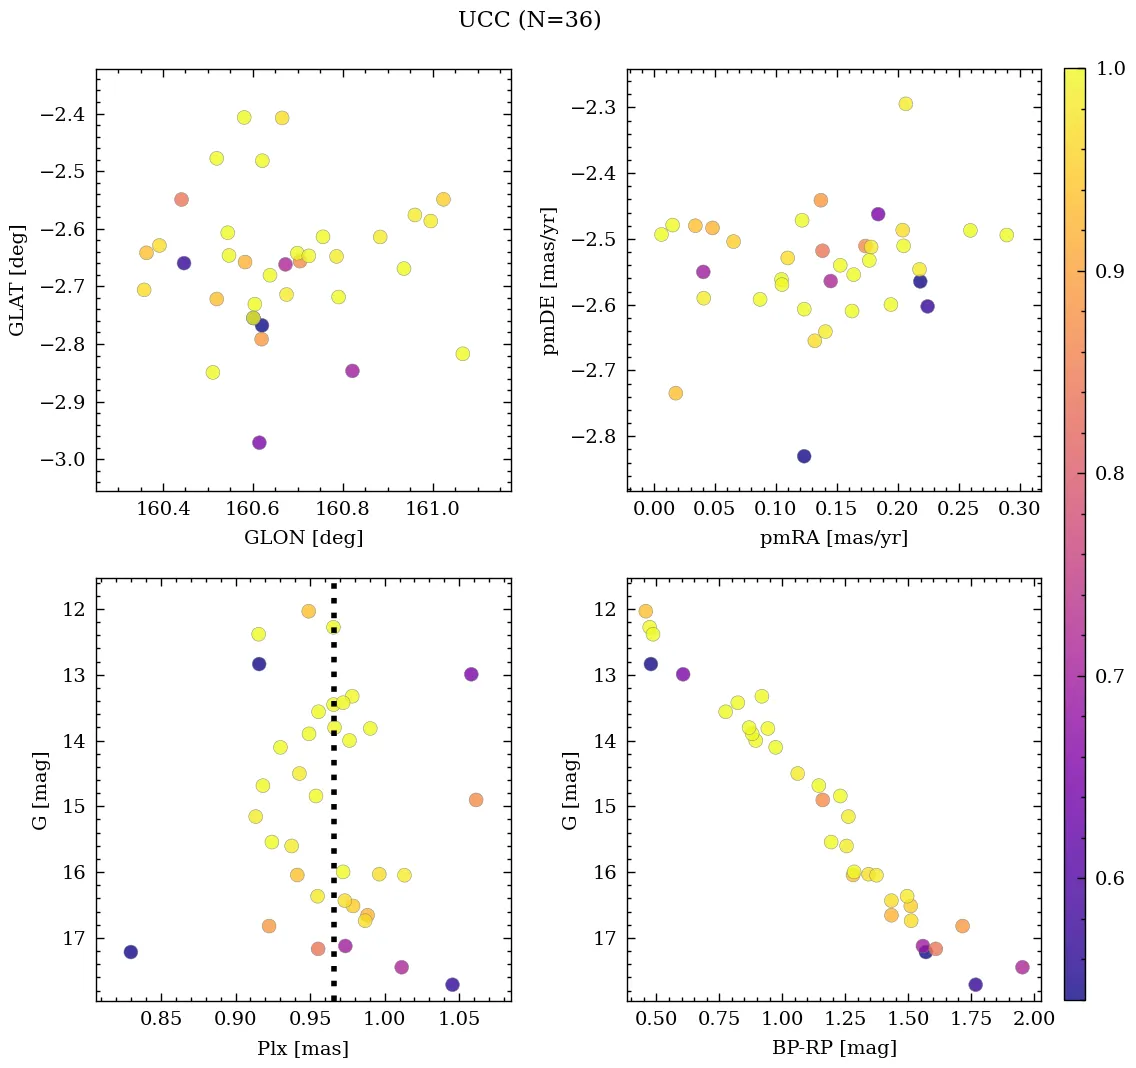 UCC (N=36)
−2.4
−2.5
−2.6
−2.7
−2.8
−2.9
−3.0
GLAT [deg]
160.4 160.6 160.8 161.0
GLON [deg]
−2.3
−2.4
−2.5
−2.6
−2.7
−2.8
pmDE [mas/yr]
0.00 0.05 0.10 0.15 0.20 0.25 0.30
pmRA [mas/yr]
12
13
14
15
16
17
G [mag]
0.85 0.90 0.95 1.00 1.05
Plx [mas]
12
13
14
15
16
17
G [mag]
0.50 0.75 1.00 1.25 1.50 1.75 2.00
BP-RP [mag]
1.0
0.9
0.8
0.7
0.6